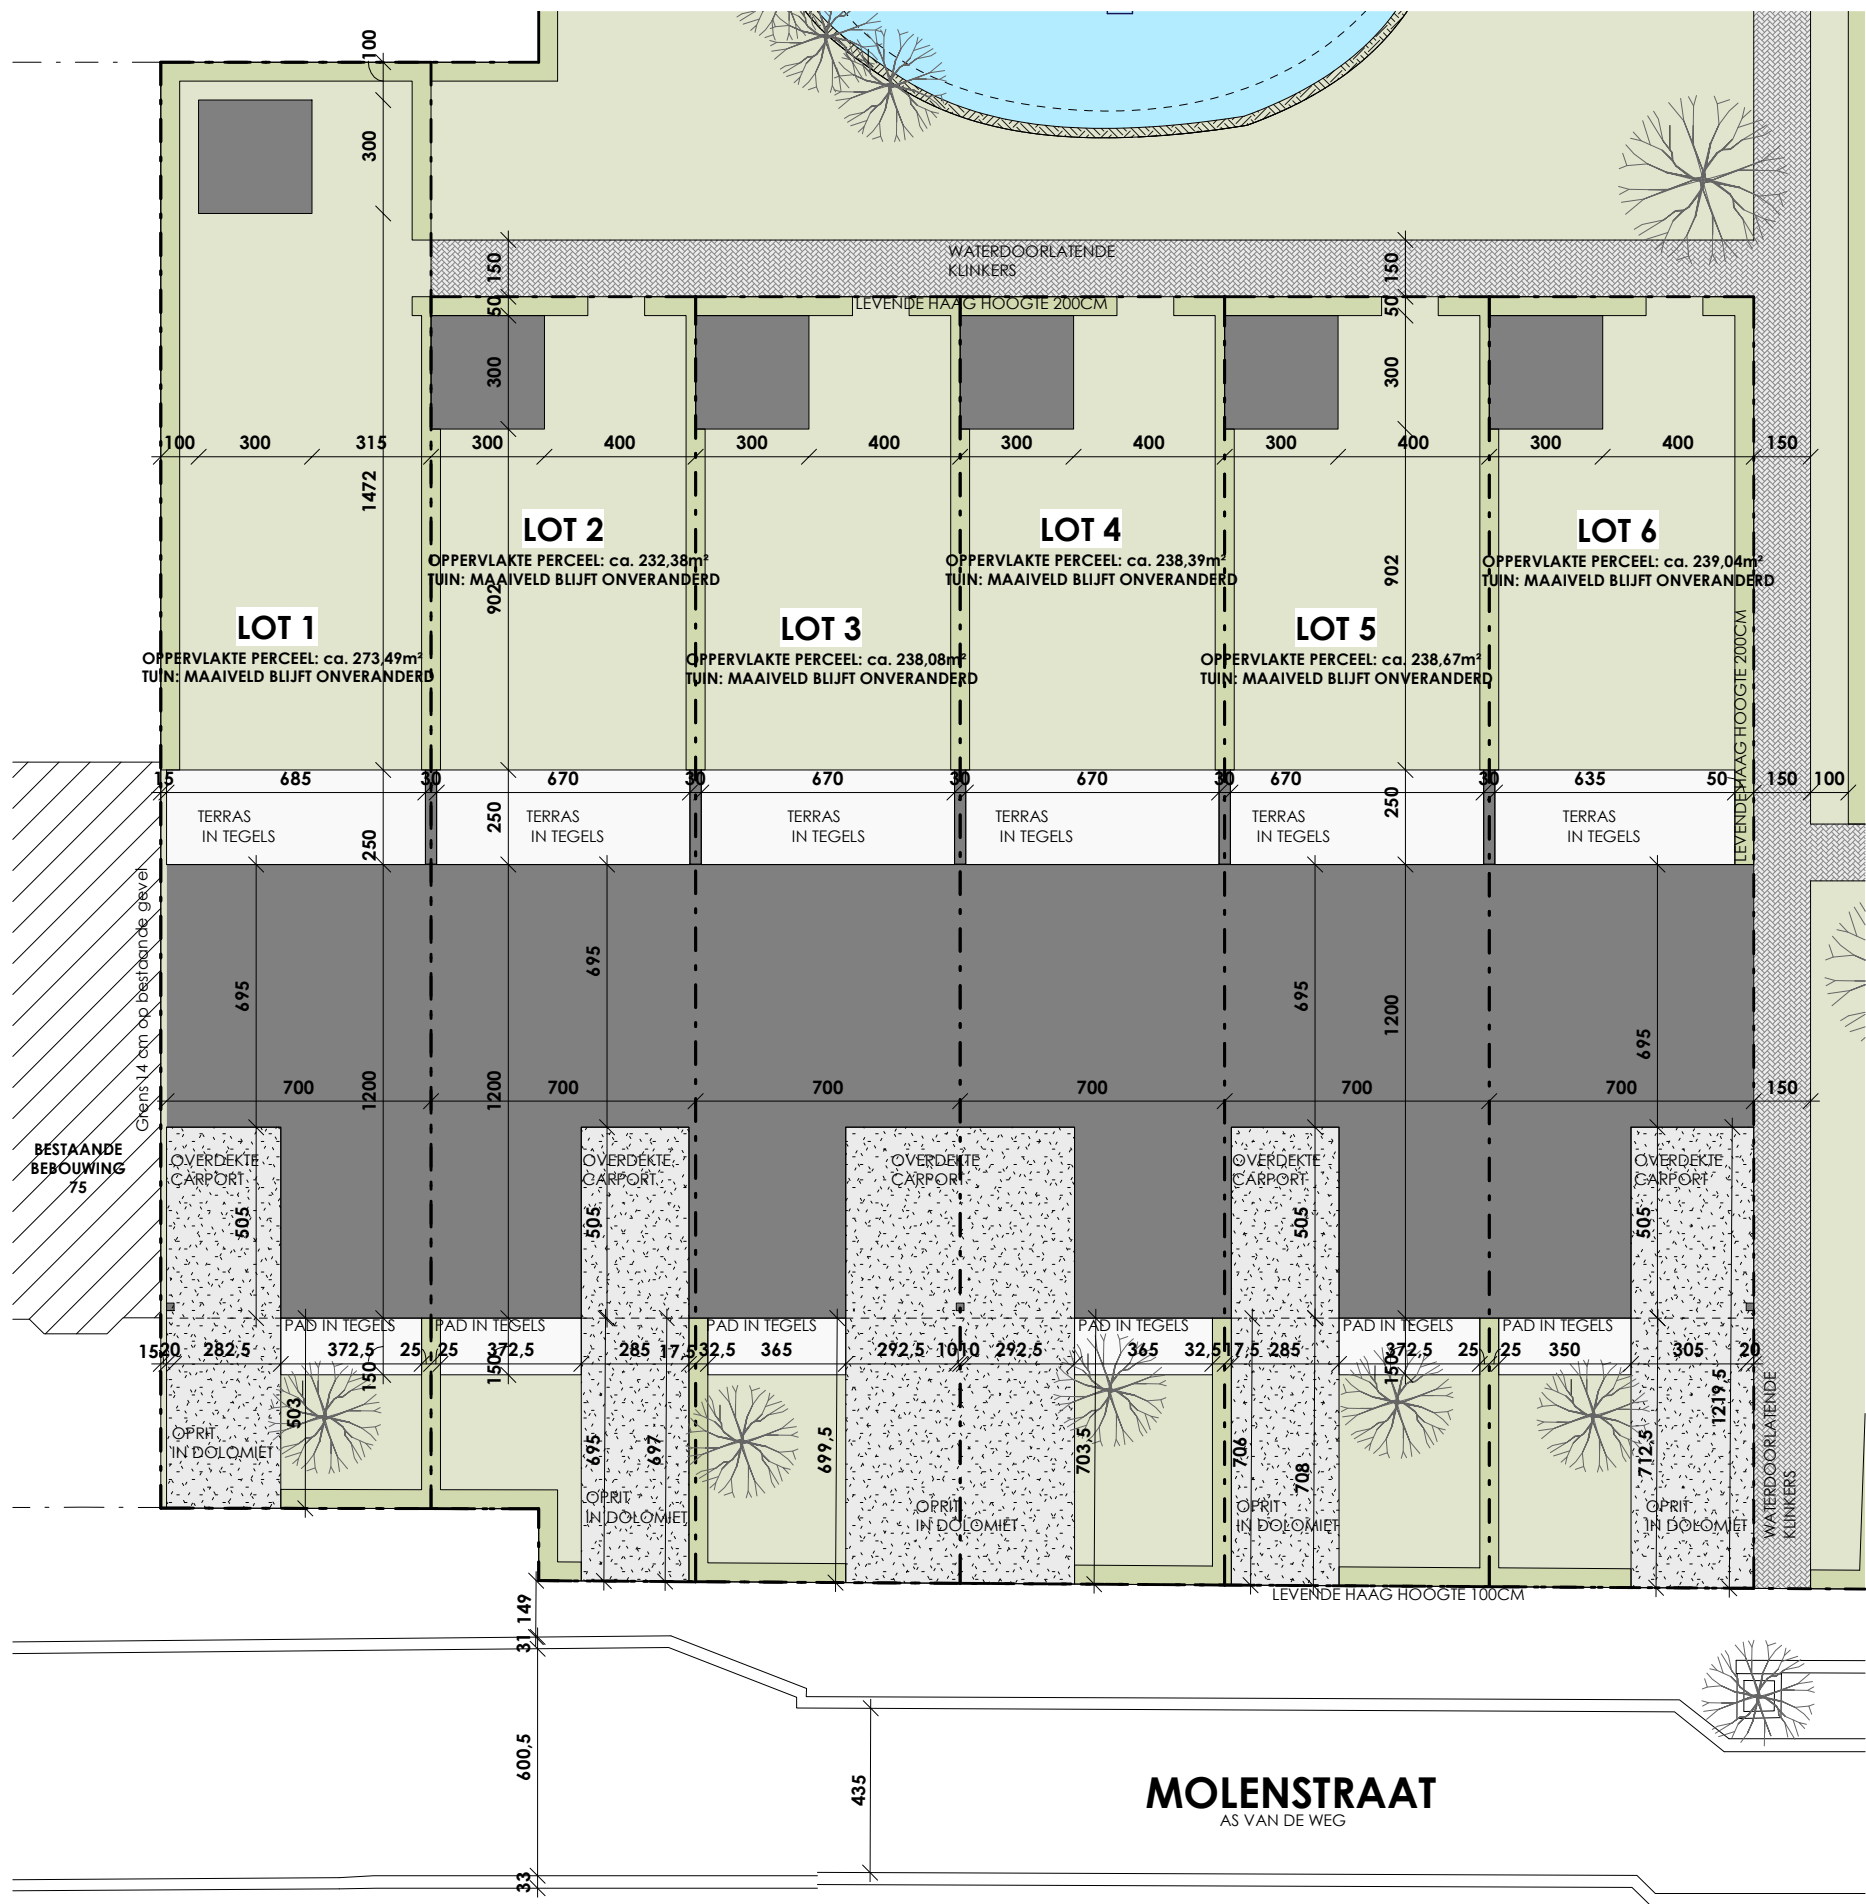 100
300
150
150
WATERDOORLATENDE
KLINKERS
50
50
LEVENDE HAAG HOOGTE 200CM
300
300
100 300 315 300 400 300 400 300 400 300 400 300 400 150
1472
LOT 2
OPPERVLAKTE PERCEEL: ca. 232,38m²
TUIN: MAAIVELD BLIJFT ONVERANDERD
LOT 4
OPPERVLAKTE PERCEEL: ca. 238,39m²
TUIN: MAAIVELD BLIJFT ONVERANDERD
LOT 6
OPPERVLAKTE PERCEEL: ca. 239,04m²
TUIN: MAAIVELD BLIJFT ONVERANDERD
902
902
LOT 1
OPPERVLAKTE PERCEEL: ca. 273,49m²
TUIN: MAAIVELD BLIJFT ONVERANDERD
LOT 3
OPPERVLAKTE PERCEEL: ca. 238,08m²
TUIN: MAAIVELD BLIJFT ONVERANDERD
LOT 5
OPPERVLAKTE PERCEEL: ca. 238,67m²
TUIN: MAAIVELD BLIJFT ONVERANDERD
LEVENDE HAAG HOOGTE 200CM
15 685 30 670 30 670 30 670 30 670 30 635 50 150 100
TERRAS
IN TEGELS
TERRAS
IN TEGELS
TERRAS
IN TEGELS
TERRAS
IN TEGELS
TERRAS
IN TEGELS
TERRAS
IN TEGELS
250
250
250
Grens 14 cm op bestaande gevel
695
695
695
695
1200
1200
1200
700 700 700 700 700 700 150
BESTAANDE
BEBOUWING
75
OVERDEKTE
CARPORT
OVERDEKTE
CARPORT
OVERDEKTE
CARPORT
OVERDEKTE
CARPORT
OVERDEKTE
CARPORT
505
505
505
505
PAD IN TEGELS
PAD IN TEGELS
PAD IN TEGELS
PAD IN TEGELS
PAD IN TEGELS
PAD IN TEGELS
15 20 282,5 372,5 25 25 372,5 285 17,5 32,5 365 292,5 10 10 292,5 365 32,5 17,5 285 372,5 25 25 350 305 20
150
150
150
503
695
697
699,5
703,5
706
708
712,5
1219,5
OPRIT
IN DOLOMIET
OPRIT
IN DOLOMIET
OPRIT
IN DOLOMIET
OPRIT
IN DOLOMIET
OPRIT
IN DOLOMIET
WATERDOORLATENDE
KLINKERS
LEVENDE HAAG HOOGTE 100CM
149
31
600,5
435
33
MOLENSTRAAT
AS VAN DE WEG